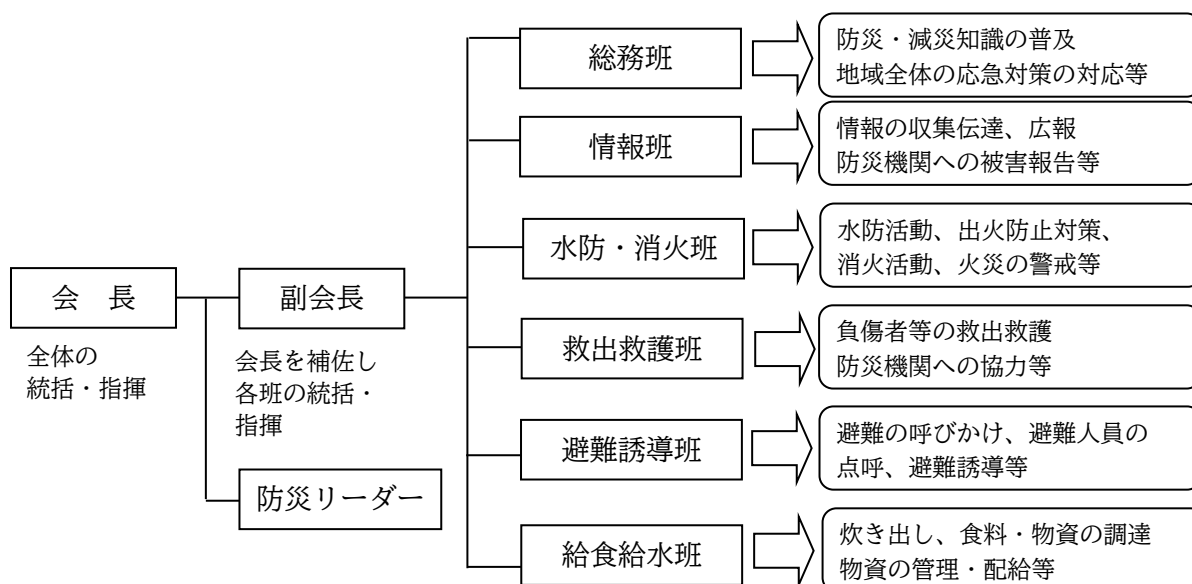 総務班
防災・減災知識の普及
地域全体の応急対策の対応等
情報班
情報の収集伝達、広報
防災機関への被害報告等
水防・消火班
水防活動、出火防止対策、
消火活動、火災の警戒等
会　長
全体の
統括・指揮
副会長
会長を補佐し
各班の統括・
指揮
防災リーダー
救出救護班
負傷者等の救出救護
防災機関への協力等
避難誘導班
避難の呼びかけ、避難人員の
点呼、避難誘導等
給食給水班
炊き出し、食料・物資の調達
物資の管理・配給等